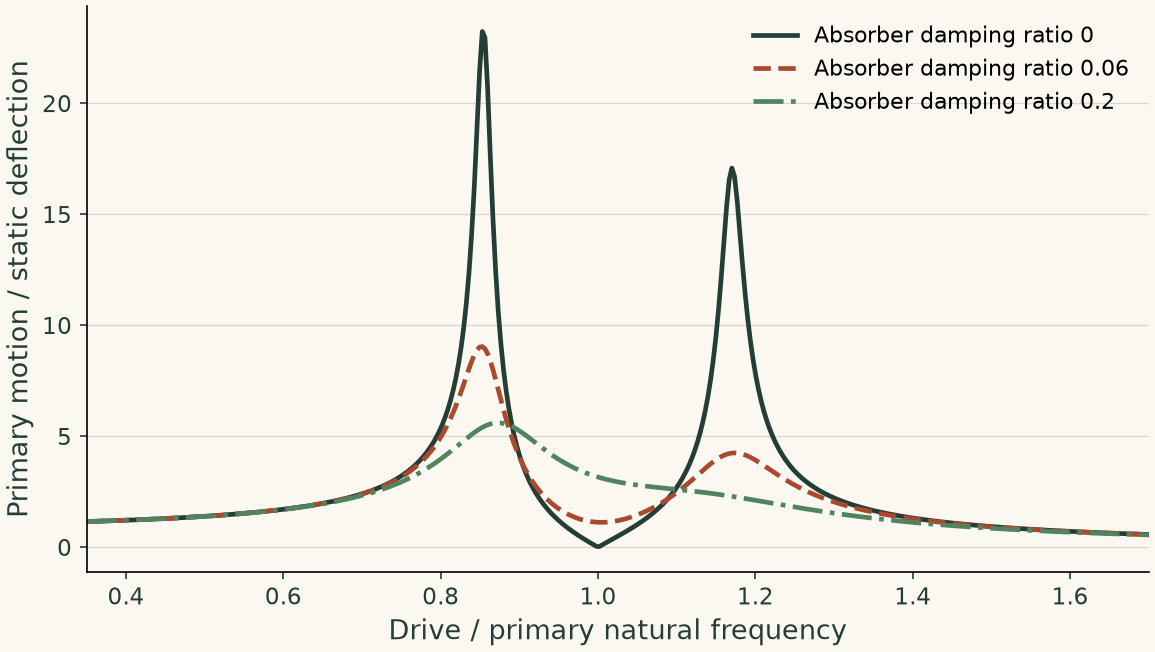 Primary motion / static deflection
20
15
10
5
0
Absorber damping ratio 0
Absorber damping ratio 0.06
Absorber damping ratio 0.2
0.4 0.6 0.8 1.0 1.2 1.4 1.6
Drive / primary natural frequency